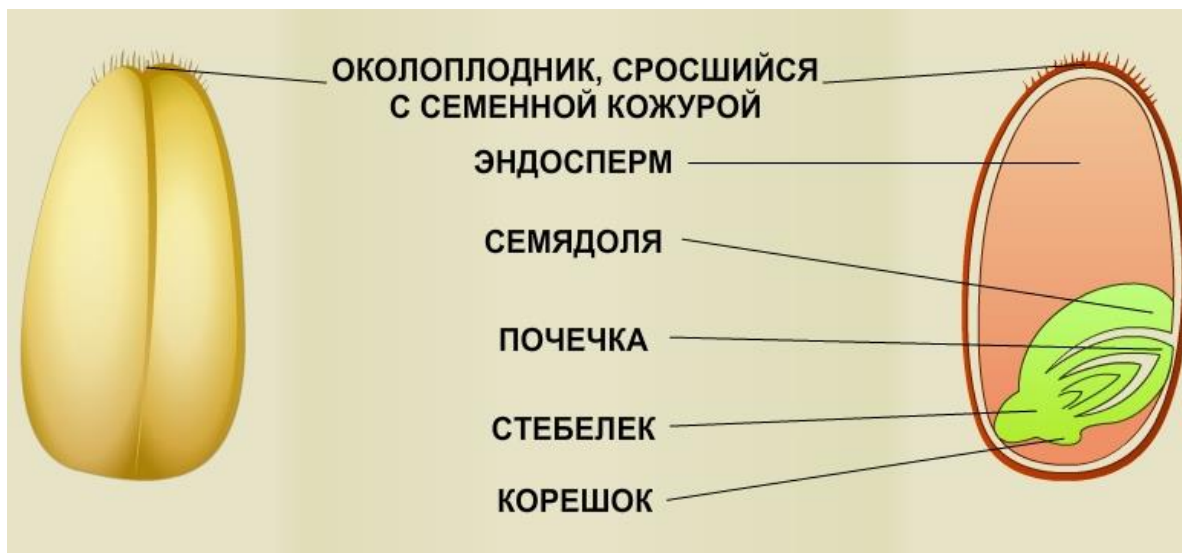 ОКОЛОПЛОДНИК, СРОСШИЙСЯ
С СЕМЕННОЙ КОЖУРОЙ
ЭНДОСПЕРМ
СЕМЯДОЛЯ
ПОЧЕЧКА
СТЕБЕЛЕК
КОРЕШОК